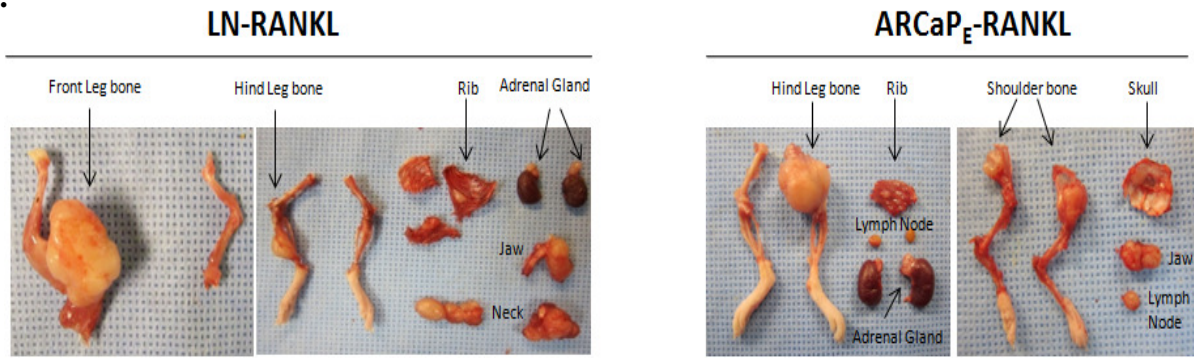 LN-RANKL
ARCaP_E-RANKL
Front Leg bone
Hind Leg bone
Rib
Adrenal Gland
Jaw
Neck
Hind Leg bone
Rib
Shoulder bone
Skull
Lymph Node
Adrenal Gland
Jaw
Lymph
Node